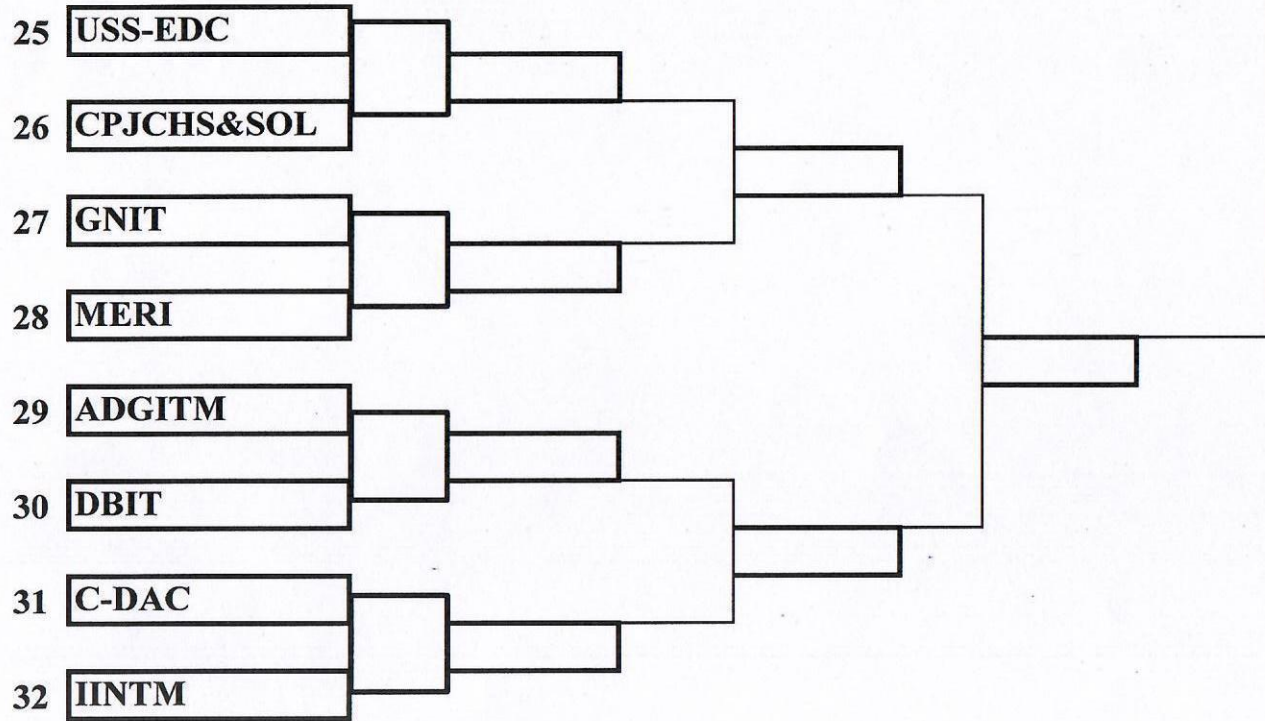 25 USS-EDC
26 CPJCHS&SOL
27 GNIT
28 MERI
29 ADGITM
30 DBIT
31 C-DAC
32 IINTM